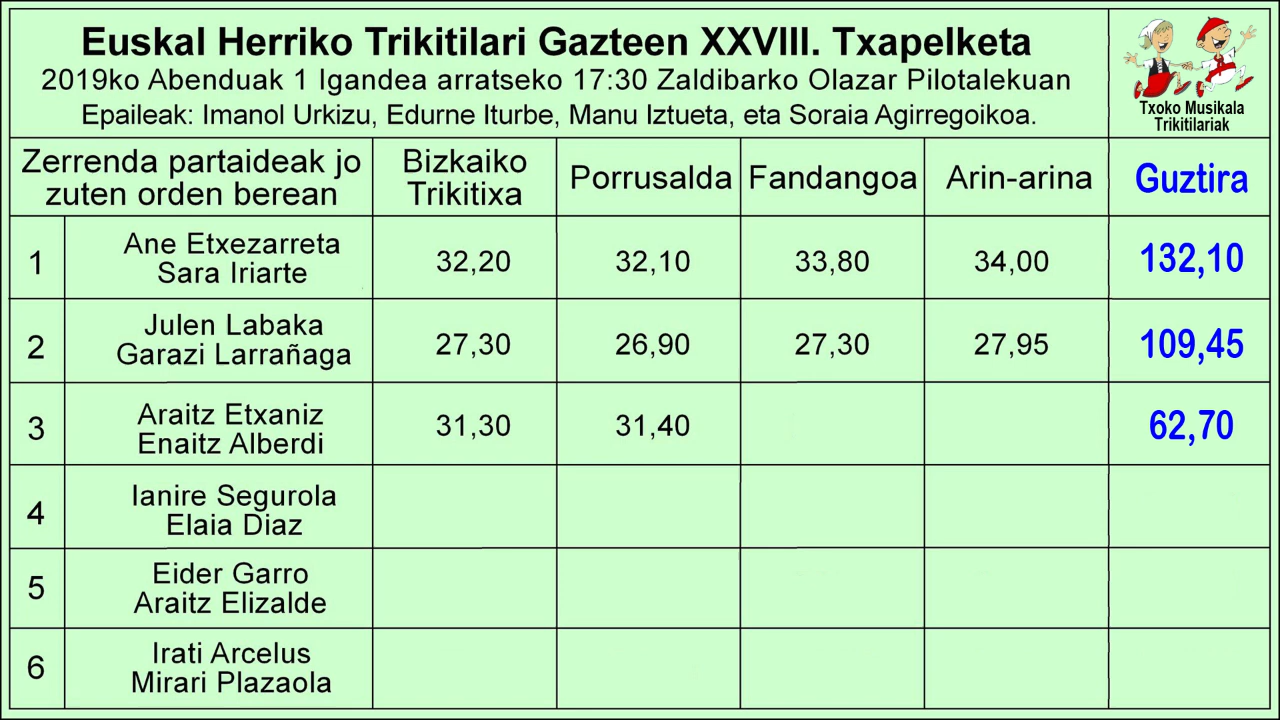 Euskal Herriko Trikitilari Gazteen XXVIII. Txapelketa
2019ko Abenduak 1 Igandea arratseko 17:30 Zaldibarko Olazar Pilotalekuan
Epaileak: Imanol Urkizu, Edurne Iturbe, Manu Iztueta, eta Soraia Agirregoikoa.
Txoko Musikala
Trikitilariak
Zerrenda partaideak jo
zuten orden berean
Bizkaiko
Trikitixa
Porrusalda
Fandangoa
Arin-arina
Guztira
1
Ane Etxezarreta
Sara Iriarte
32,20
32,10
33,80
34,00
132,10
2
Julen Labaka
Garazi Larrañaga
27,30
26,90
27,30
27,95
109,45
3
Araitz Etxaniz
Enaitz Alberdi
31,30
31,40
62,70
4
Ianire Segurola
Elaia Diaz
5
Eider Garro
Araitz Elizalde
6
Irati Arcelus
Mirari Plazaola